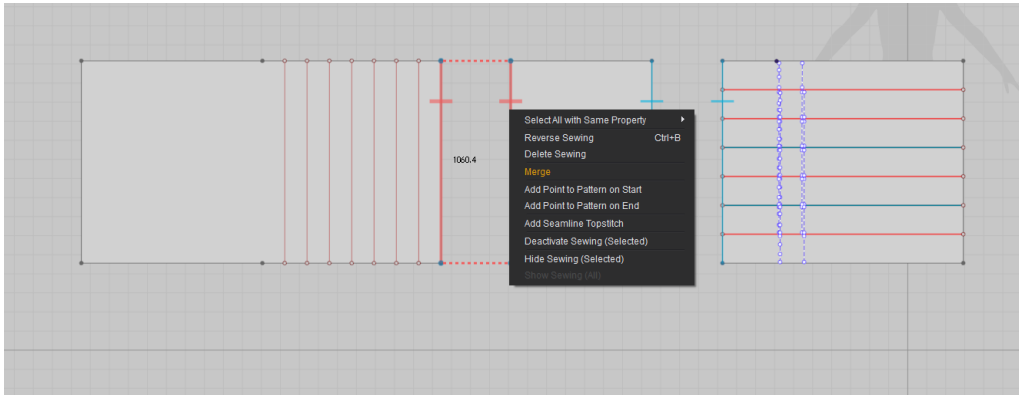 1060.4
Select All with Same Property
Reverse Sewing Ctrl+B
Delete Sewing
Merge
Add Point to Pattern on Start
Add Point to Pattern on End
Add Seamline Topstitch
Deactivate Sewing (Selected)
Hide Sewing (Selected)
Show Sewing (All)